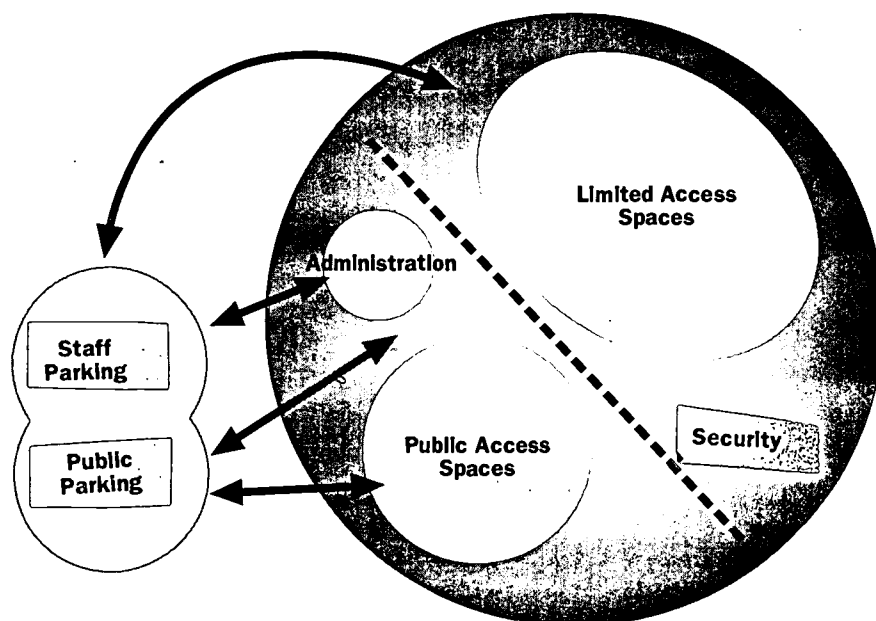 Limited Access
Spaces
Administration
Staff
Parking
Public Access
Spaces
Security
Public
Parking